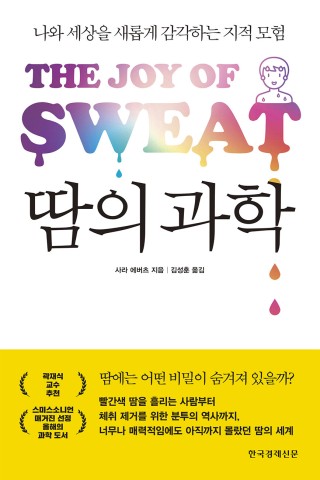 나와 세상을 새롭게 감각하는 지적 모험
THE JOY OF
SWEAT
땀의 과학
사라 에버츠 지음 | 김성훈 옮김
곽재식
교수
추천
스미스소니언
매거진 선정
올해의
과학 도서
땀에는 어떤 비밀이 숨겨져 있을까?
빨간색 땀을 흘리는 사람부터
체취 제거를 위한 분투의 역사까지,
너무나 매력적임에도 아직까지 몰랐던 땀의 세계
한국경제신문